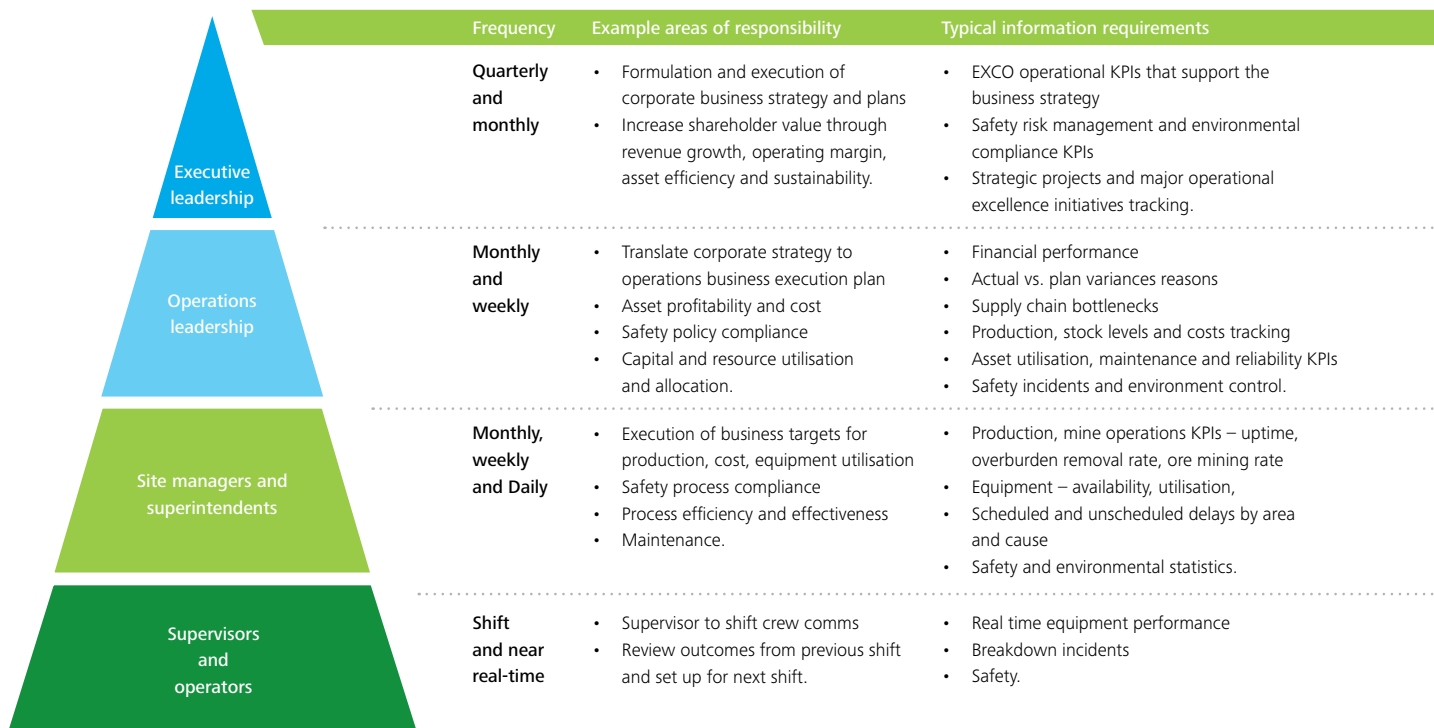 Frequency Example areas of responsibility Typical information requirements
Executive
leadership
Quarterly
and
monthly
• Formulation and execution of
corporate business strategy and plans
• Increase shareholder value through
revenue growth, operating margin,
asset efficiency and sustainability.
• EXCO operational KPIs that support the
business strategy
• Safety risk management and environmental
compliance KPIs
• Strategic projects and major operational
excellence initiatives tracking.
Operations
leadership
Monthly
and
weekly
• Translate corporate strategy to
operations business execution plan
• Asset profitability and cost
• Safety policy compliance
• Capital and resource utilisation
and allocation.
• Financial performance
• Actual vs. plan variances reasons
• Supply chain bottlenecks
• Production, stock levels and costs tracking
• Asset utilisation, maintenance and reliability KPIs
• Safety incidents and environment control.
Site managers and
superintendents
Monthly,
weekly
and Daily
• Execution of business targets for
production, cost, equipment utilisation
• Safety process compliance
• Process efficiency and effectiveness
• Maintenance.
• Production, mine operations KPIs – uptime,
overburden removal rate, ore mining rate
• Equipment – availability, utilisation,
• Scheduled and unscheduled delays by area
and cause
• Safety and environmental statistics.
Supervisors
and
operators
Shift
and near
real-time
• Supervisor to shift crew comms
• Review outcomes from previous shift
and set up for next shift.
• Real time equipment performance
• Breakdown incidents
• Safety.